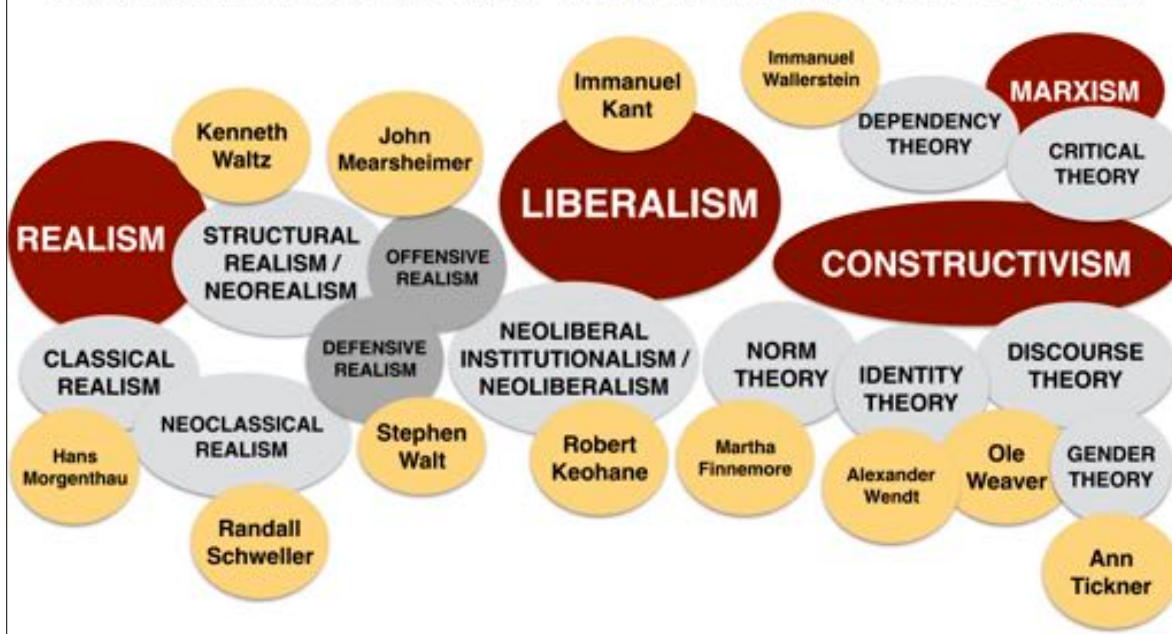 Immanuel
Kant
Immanuel
Wallerstein
MARXISM
Kenneth
Waltz
John
Mearsheimer
DEPENDENCY
THEORY
CRITICAL
THEORY
REALISM
STRUCTURAL
REALISM /
NEOREALISM
OFFENSIVE
REALISM
LIBERALISM
CONSTRUCTIVISM
CLASSICAL
REALISM
DEFENSIVE
REALISM
NEOLIBERAL
INSTITUTIONALISM /
NEOLIBERALISM
NORM
THEORY
IDENTITY
THEORY
DISCOURSE
THEORY
NEOCLASSICAL
REALISM
Hans
Morgenthau
Stephen
Walt
Robert
Keohane
Martha
Finnemore
Alexander
Wendt
Ole
Weaver
GENDER
THEORY
Randall
Schweller
Ann
Tickner